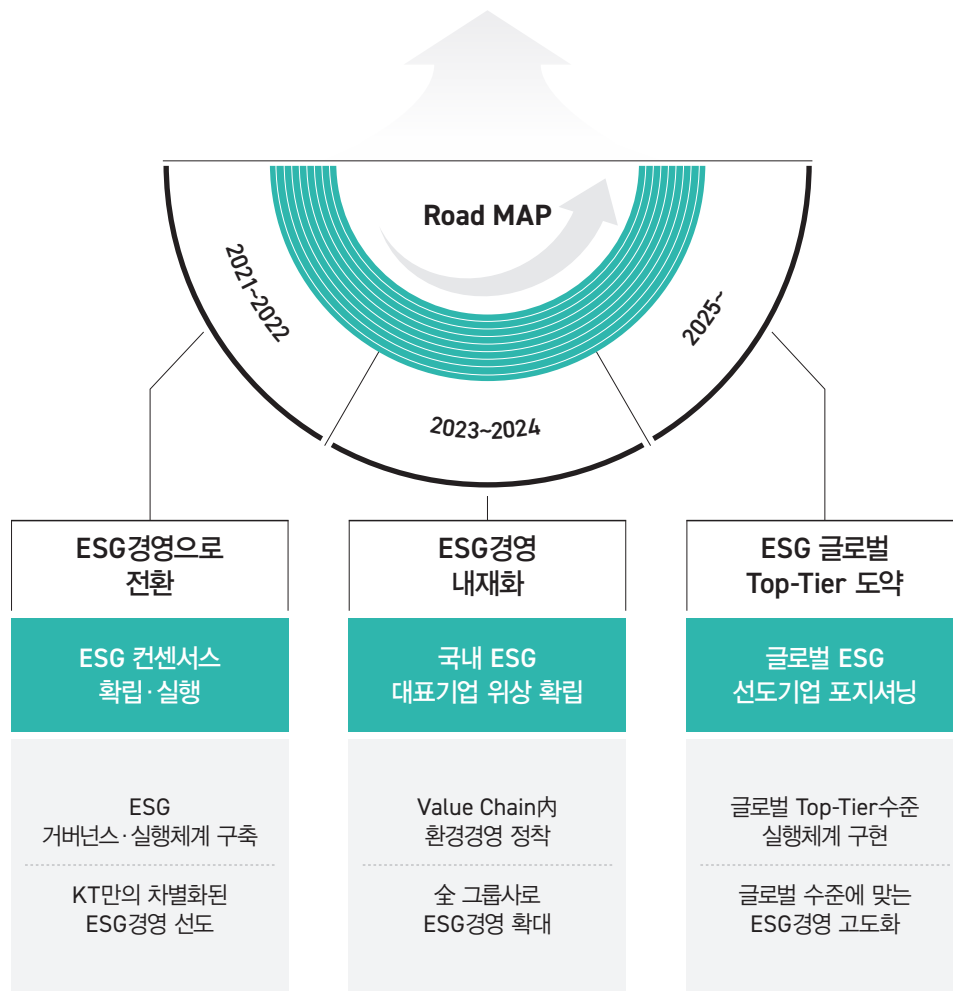 Road MAP
2021~2022
2023~2024
2025~
ESG경영으로
전환
ESG 컨센서스
확립·실행
ESG
거버넌스·실행체계 구축
KT만의 차별화된
ESG경영 선도
ESG경영
내재화
국내 ESG
대표기업 위상 확립
Value Chain內
환경경영 정착
全 그룹사로
ESG경영 확대
ESG 글로벌
Top-Tier 도약
글로벌 ESG
선도기업 포지셔닝
글로벌 Top-Tier수준
실행체계 구현
글로벌 수준에 맞는
ESG경영 고도화